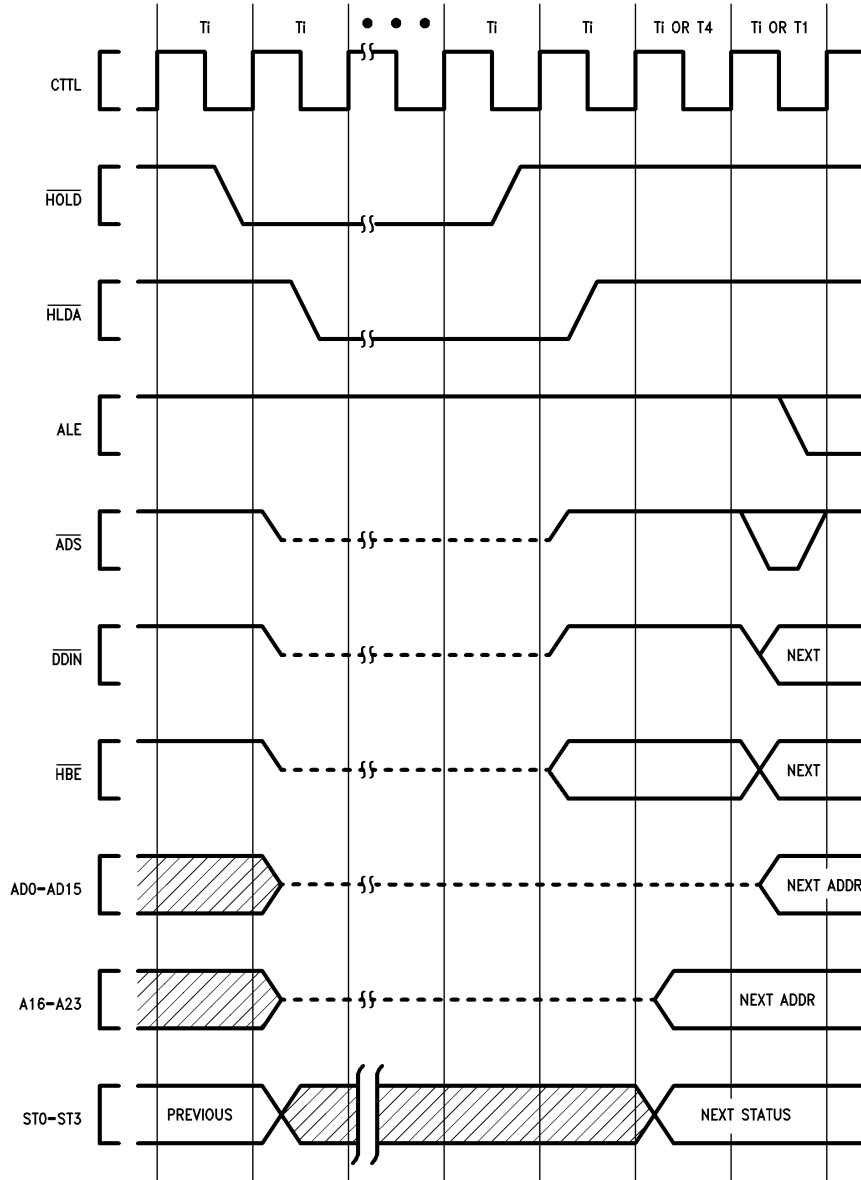 Ti Ti • • • Ti Ti Ti OR T4 Ti OR T1
CTTL
HOLD
HLDA
ALE
ADS
DDIN NEXT
HBE NEXT
AD0-AD15 NEXT ADDR
A16-A23 NEXT ADDR
ST0-ST3 PREVIOUS NEXT STATUS